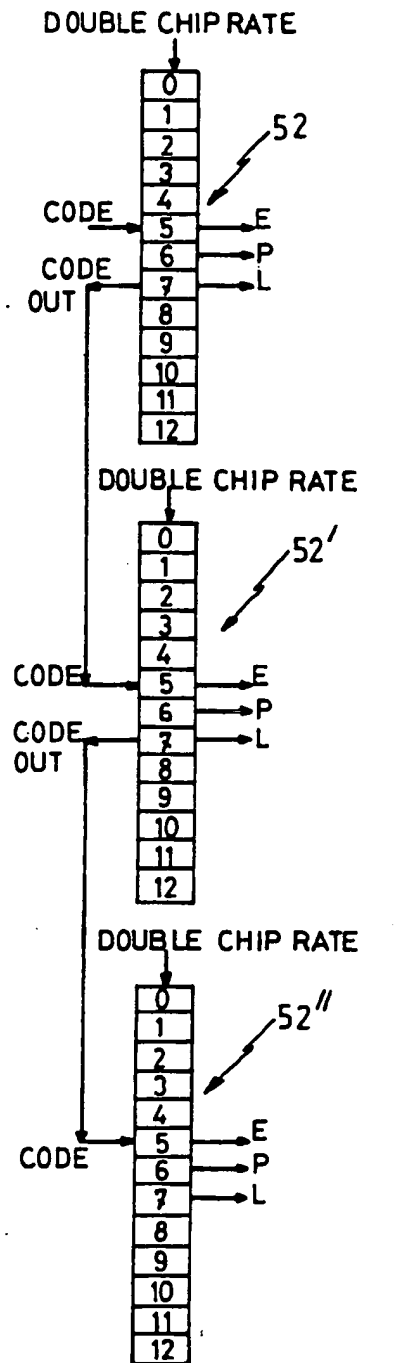 DOUBLE CHIP RATE
0
1
2
52
3
4
CODE 5 E
6 P
CODE
OUT 7 L
8
9
10
11
12
DOUBLE CHIP RATE
0
52′
1
2
3
4
CODE 5 E
6 P
CODE
OUT 7 L
8
9
10
11
12
DOUBLE CHIP RATE
0
52″
1
2
3
4
CODE 5 E
6 P
7 L
8
9
10
11
12